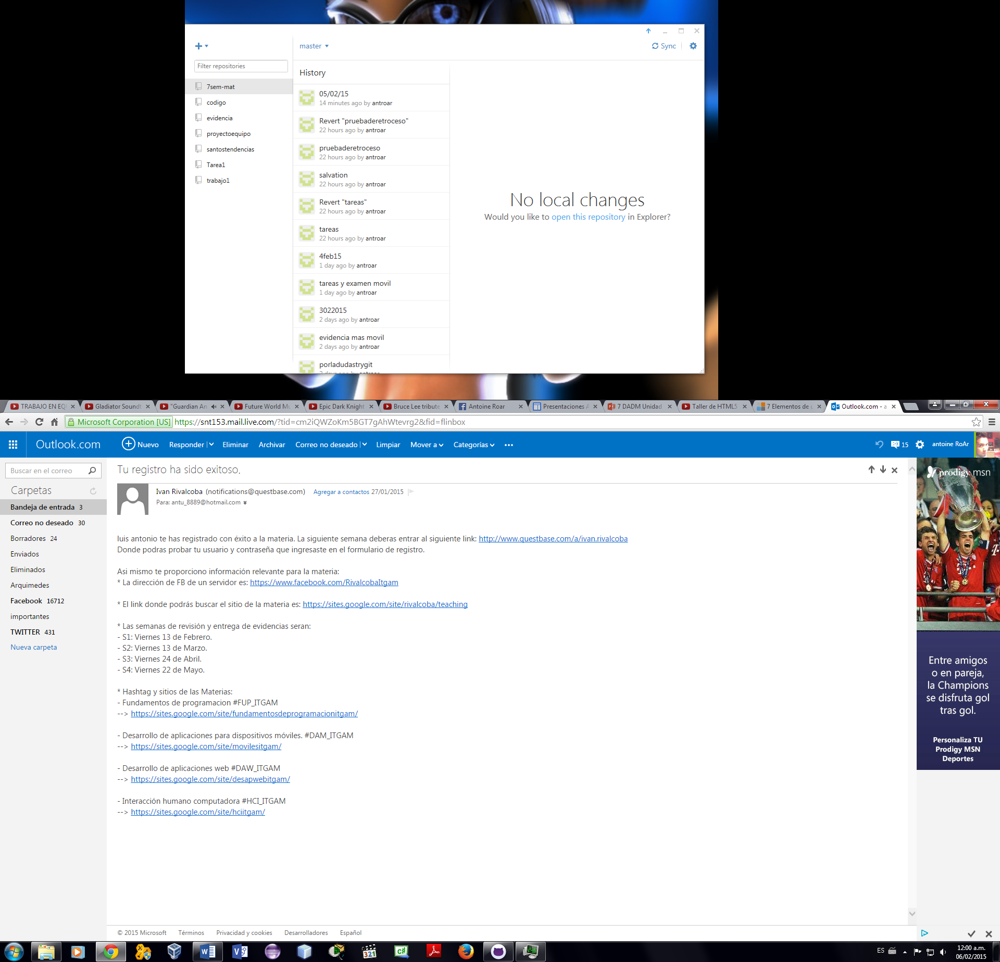 master
Sync
Filter repositories
7sem-mat
codigo
evidencia
proyectoequipo
santostendencias
Tarea1
trabajo1
History
05/02/15
14 minutes ago by antroar
Revert "pruebaderetroceso"
22 hours ago by antroar
pruebaderetroceso
22 hours ago by antroar
salvation
22 hours ago by antroar
Revert "tareas"
22 hours ago by antroar
tareas
22 hours ago by antroar
4feb15
1 day ago by antroar
tareas y examen movil
1 day ago by antroar
3022015
2 days ago by antroar
evidencia mas movil
2 days ago by antroar
porladudastrygit
No local changes
Would you like to open this repository in Explorer?
TRABAJO EN EQ
Gladiator Soundt
"Guardian An
Future World Mu
Epic Dark Knight
Bruce Lee tribute
Antoine Roar
Presentaciones A
7 DADM Unidad
Taller de HTML5
7 Elementos de u
Outlook.com - a
Microsoft Corporation [US] https://snt153.mail.live.com/?tid=cm2iQWZoKm5BGT7gAhWtevrg2&fid=flinbox
Outlook.com
Nuevo Responder Eliminar Archivar Correo no deseado Limpiar Mover a Categorías
15
antoine RoAr
Buscar en el correo
Carpetas
Bandeja de entrada 3
Correo no deseado 30
Borradores 24
Enviados
Eliminados
Arquimedes
Facebook 16712
importantes
TWITTER 431
Nueva carpeta
Tu registro ha sido exitoso.
Ivan Rivalcoba (notifications@questbase.com) Agregar a contactos 27/01/2015
Para: antu_8889@hotmail.com
luis antonio te has registrado con éxito a la materia. La siguiente semana deberas entrar al siguiente link: http://www.questbase.com/a/ivan.rivalcoba
Donde podras probar tu usuario y contraseña que ingresaste en el formulario de registro.
Asi mismo te proporciono información relevante para la materia:
* La dirección de FB de un servidor es: https://www.facebook.com/RivalcobaItgam
* El link donde podrás buscar el sitio de la materia es: https://sites.google.com/site/rivalcoba/teaching
* Las semanas de revisión y entrega de evidencias seran:
- S1: Viernes 13 de Febrero.
- S2: Viernes 13 de Marzo.
- S3: Viernes 24 de Abril.
- S4: Viernes 22 de Mayo.
* Hashtag y sitios de las Materias:
- Fundamentos de programacion #FUP_ITGAM
--> https://sites.google.com/site/fundamentosdeprogramacionitgam/
- Desarrollo de aplicaciones para dispositivos móviles. #DAM_ITGAM
--> https://sites.google.com/site/movilesitgam/
- Desarrollo de aplicaciones web #DAW_ITGAM
--> https://sites.google.com/site/desapwebitgam/
- Interacción humano computadora #HCI_ITGAM
--> https://sites.google.com/site/hciitgam/
prodigy msn
Entre amigos
o en pareja,
la Champions
se disfruta gol
tras gol.
Personaliza TU
Prodigy MSN
Deportes
© 2015 Microsoft Términos Privacidad y cookies Desarrolladores Español
321
C#
ES
12:00 a.m.
06/02/2015